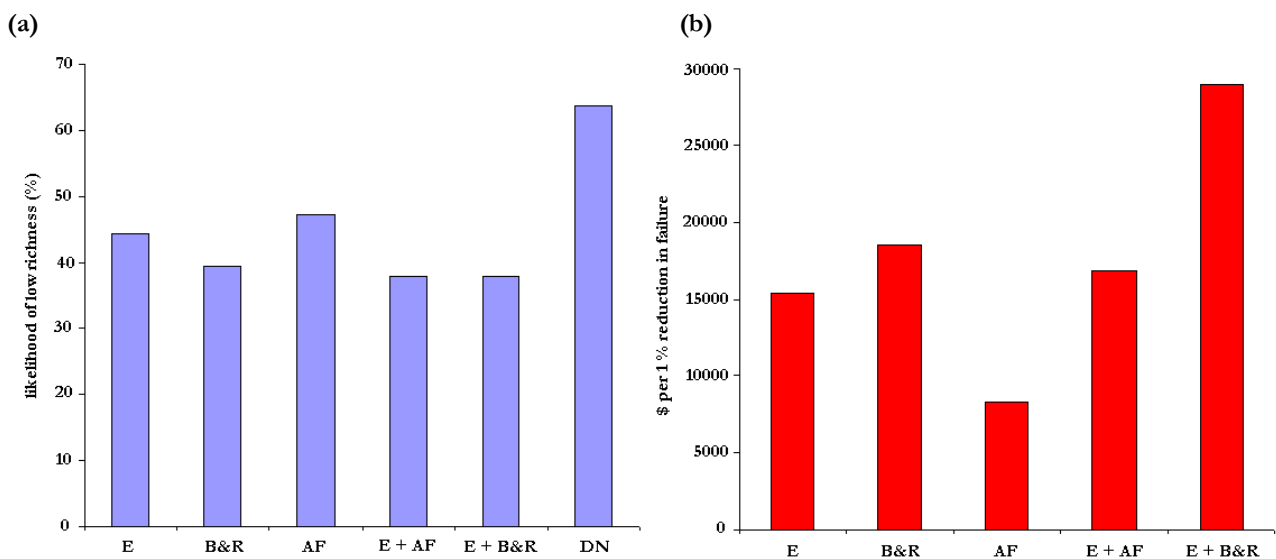 (a)
likelihood of low richness (%)
70
60
50
40
30
20
10
0
E B&R AF E + AF E + B&R DN
(b)
$ per 1 % reduction in failure
30000
25000
20000
15000
10000
5000
0
E B&R AF E + AF E + B&R